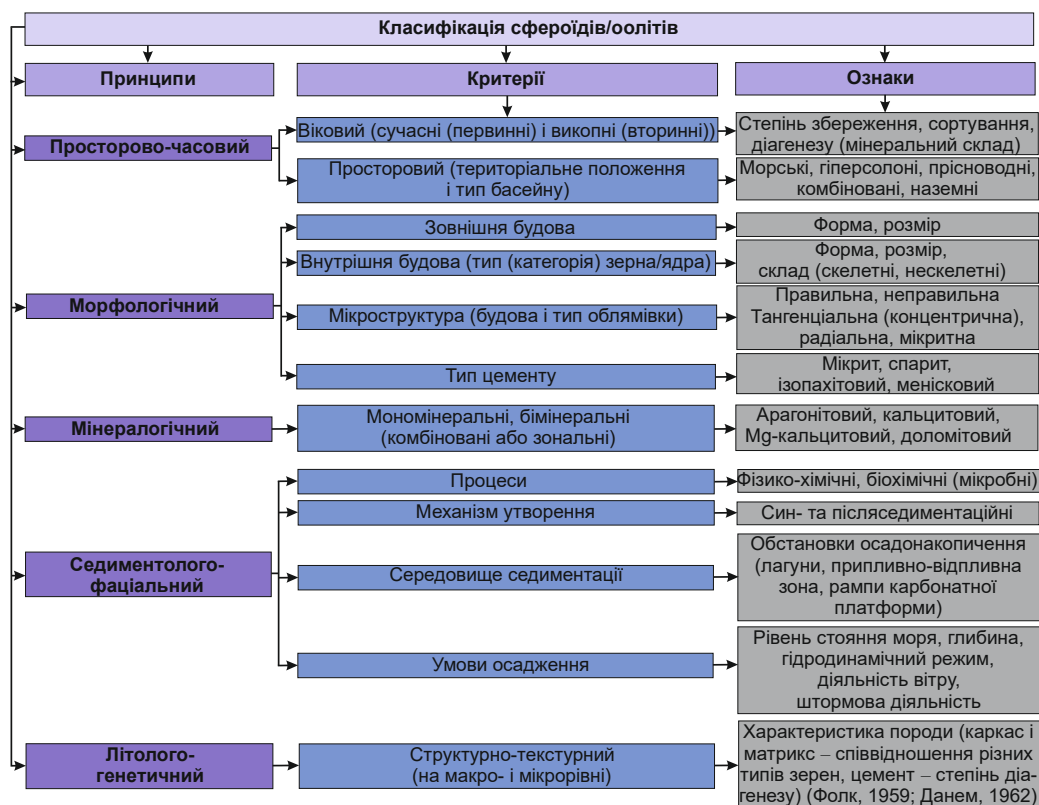 Класифікація сфероїдів/оолітів
Принципи
Критерії
Ознаки
Просторово-часовий
Віковий (сучасні (первинні) і викопні (вторинні))
Степінь збереження, сортування,
діагенезу (мінеральний склад)
Просторовий (територіальне положення
і тип басейну)
Морські, гіперсолоні, прісноводні,
комбіновані, наземні
Морфологічний
Зовнішня будова
Форма, розмір
Внутрішня будова (тип (категорія) зерна/ядра)
Форма, розмір,
склад (скелетні, нескелетні)
Мікроструктура (будова і тип облямівки)
Правильна, неправильна
Тангенціальна (концентрична),
радіальна, мікритна
Тип цементу
Мікрит, спарит,
ізопахітовий, менісковий
Мінералогічний
Мономінеральні, бімінеральні
(комбіновані або зональні)
Арагонітовий, кальцитовий,
Mg-кальцитовий, доломітовий
Седиментолого-
фаціальний
Процеси
Фізико-хімічні, біохімічні (мікробні)
Механізм утворення
Син- та післяседиментаційні
Середовище седиментації
Обстановки осадонакопичення
(лагуни, припливно-відпливна
зона, рампи карбонатної
платформи)
Умови осадження
Рівень стояння моря, глибина,
гідродинамічний режим,
діяльність вітру,
штормова діяльність
Літолого-
генетичний
Структурно-текстурний
(на макро- і мікрорівні)
Характеристика породи (каркас і
матрикс – співвідношення різних
типів зерен, цемент – степінь діа-
генезу) (Фолк, 1959; Данем, 1962)